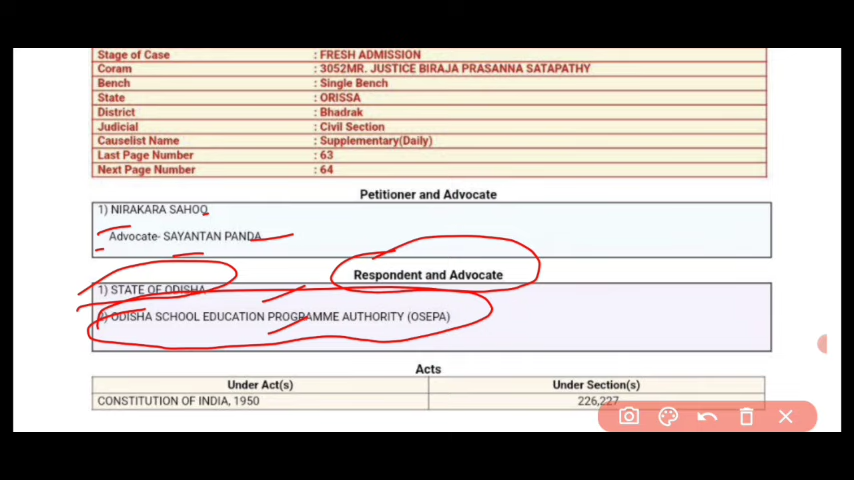 Stage of Case : FRESH ADMISSION
Coram : 3052MR. JUSTICE BIRAJA PRASANNA SATAPATHY
Bench : Single Bench
State : ORISSA
District : Bhadrak
Judicial : Civil Section
Causelist Name : Supplementary(Daily)
Last Page Number : 63
Next Page Number : 64
Petitioner and Advocate
1) NIRAKARA SAHOO
Advocate- SAYANTAN PANDA
Respondent and Advocate
1) STATE OF ODISHA
2) ODISHA SCHOOL EDUCATION PROGRAMME AUTHORITY (OSEPA)
Acts
Under Act(s) Under Section(s)
CONSTITUTION OF INDIA, 1950 226,227